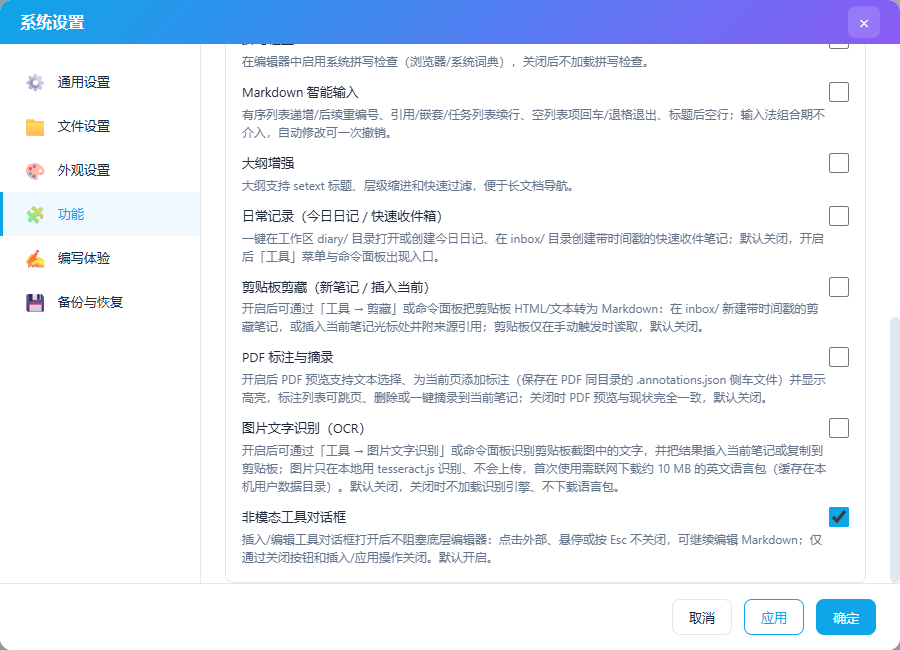 系统设置
×
通用设置
文件设置
外观设置
功能
编写体验
备份与恢复
在编辑器中启用系统拼写检查（浏览器/系统词典），关闭后不加载拼写检查。
Markdown 智能输入
有序列表递增/后续重编号、引用/嵌套/任务列表续行、空列表项回车/退格退出、标题后空行；输入法组合期不
介入，自动修改可一次撤销。
大纲增强
大纲支持 setext 标题、层级缩进和快速过滤，便于长文档导航。
日常记录（今日日记 / 快速收件箱）
一键在工作区 diary/ 目录打开或创建今日日记、在 inbox/ 目录创建带时间戳的快速收件笔记；默认关闭，开启
后「工具」菜单与命令面板出现入口。
剪贴板剪藏（新笔记 / 插入当前）
开启后可通过「工具 → 剪藏」或命令面板把剪贴板 HTML/文本转为 Markdown：在 inbox/ 新建带时间戳的剪
藏笔记，或插入当前笔记光标处并附来源引用；剪贴板仅在手动触发时读取，默认关闭。
PDF 标注与摘录
开启后 PDF 预览支持文本选择、为当前页添加标注（保存在 PDF 同目录的 .annotations.json 侧车文件）并显示
高亮，标注列表可跳页、删除或一键摘录到当前笔记；关闭时 PDF 预览与现状完全一致，默认关闭。
图片文字识别（OCR）
开启后可通过「工具 → 图片文字识别」或命令面板识别剪贴板截图中的文字，并把结果插入当前笔记或复制到
剪贴板；图片只在本地用 tesseract.js 识别、不会上传，首次使用需联网下载约 10 MB 的英文语言包（缓存在本
机用户数据目录）。默认关闭，关闭时不加载识别引擎、不下载语言包。
非模态工具对话框
插入/编辑工具对话框打开后不阻塞底层编辑器：点击外部、悬停或按 Esc 不关闭，可继续编辑 Markdown；仅
通过关闭按钮和插入/应用操作关闭。默认开启。
取消
应用
确定